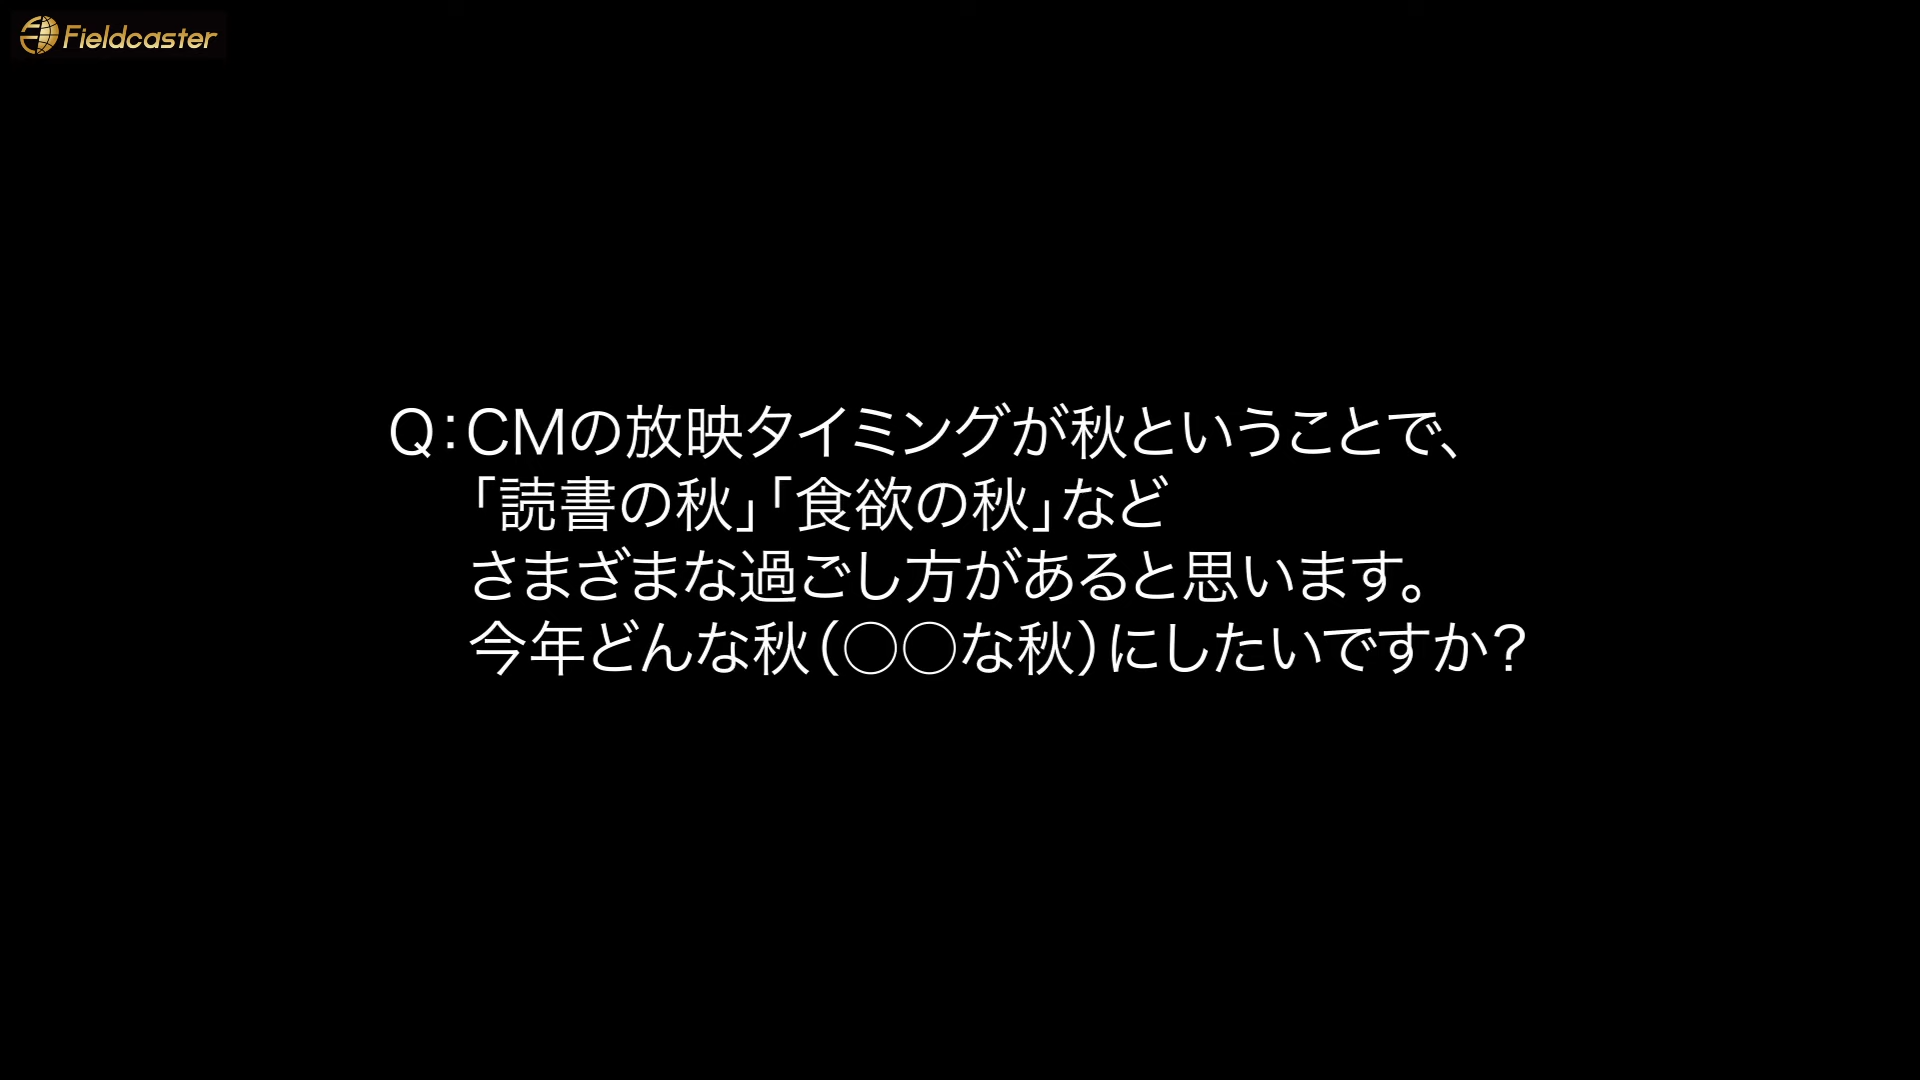 Fieldcaster
Q：CMの放映タイミングが秋ということで、
「読書の秋」「食欲の秋」など
さまざまな過ごし方があると思います。
今年どんな秋（○○な秋）にしたいですか？